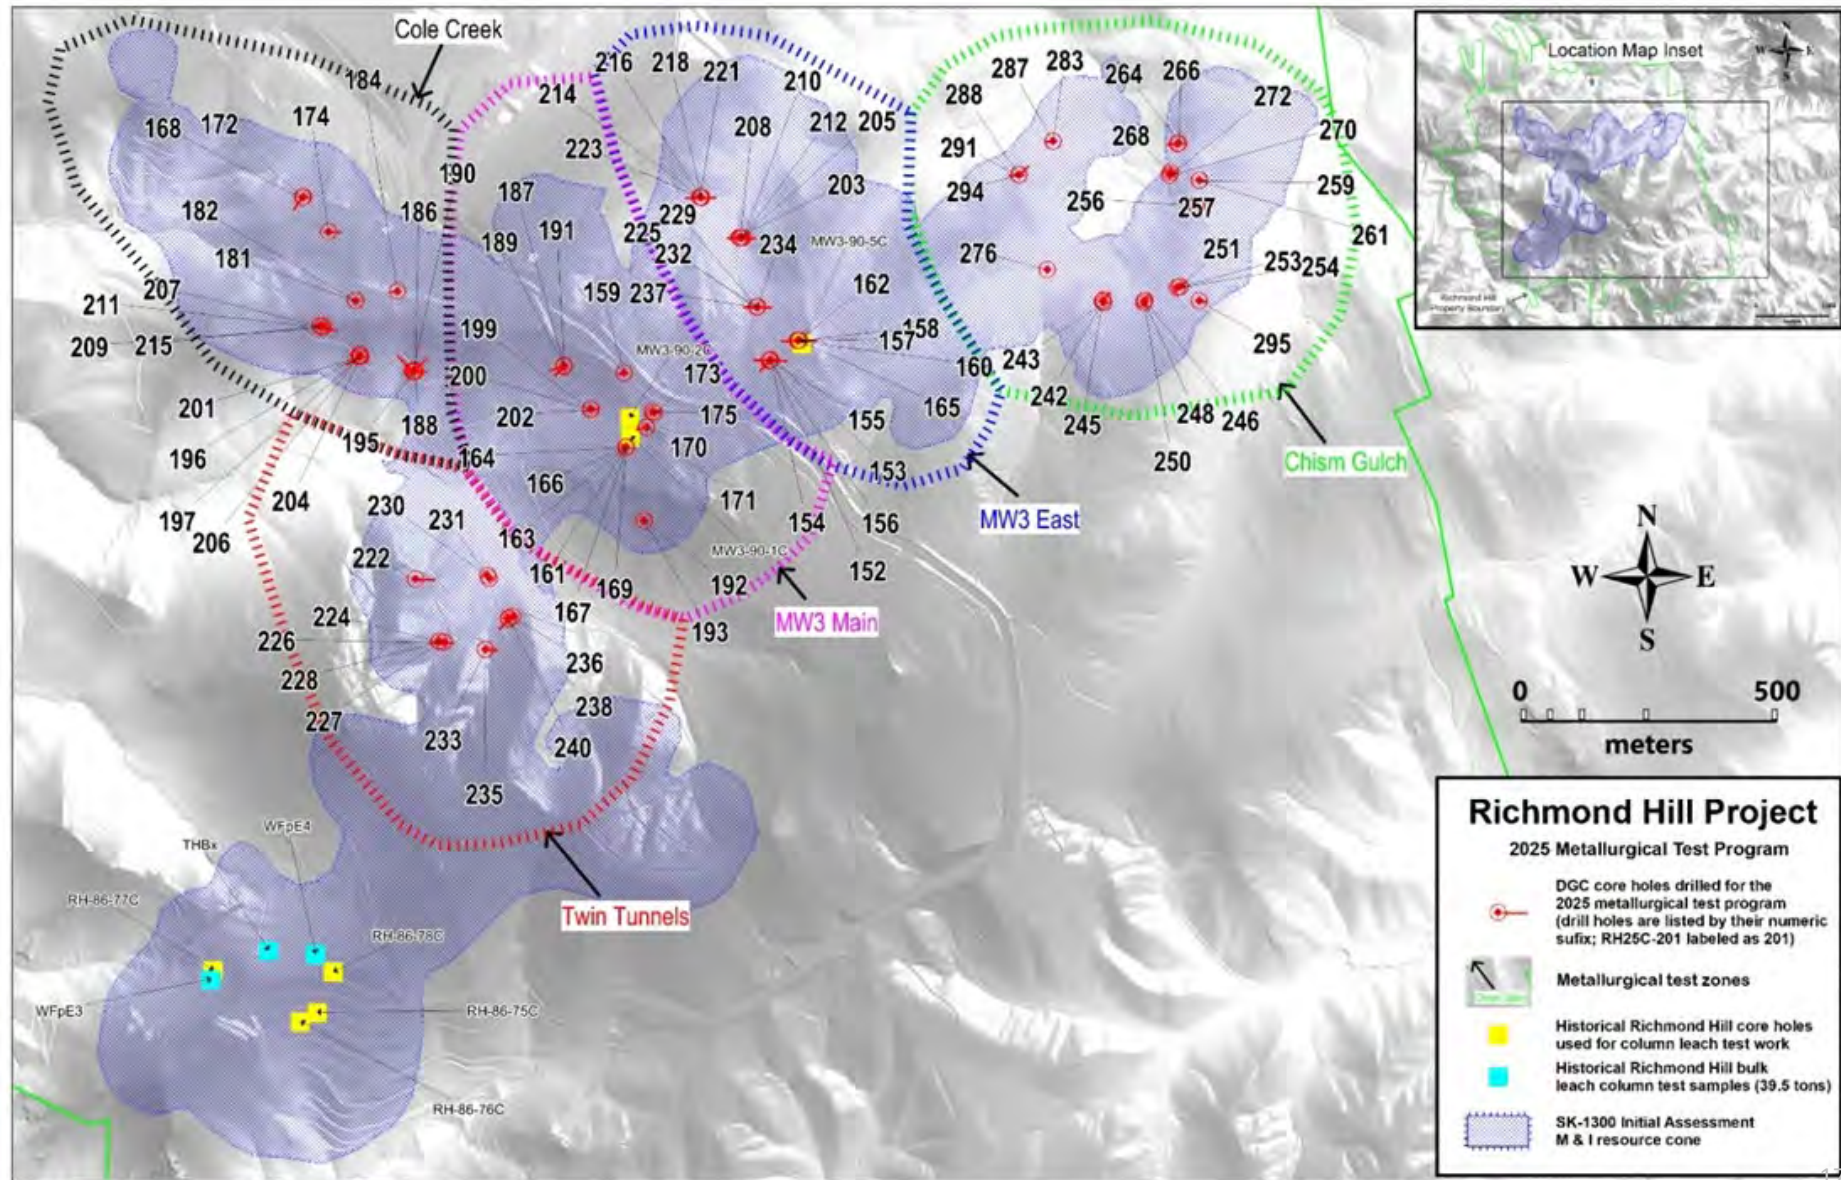 Cole Creek
184
174
172
168
182
181
207
211
209
215
201
196
197
206
204
195
188
186
190
216
218
221
210
214
223
208
212
205
203
187
191
189
225
229
232
234
237
159
199
200
202
MW3-90-5C
MW3-90-2C
162
158
157
160
173
175
155
165
170
164
166
163
161
169
167
171
153
154
156
152
MW3-90-1C
192
193
MW3 Main
MW3 East
287
283
264
266
288
272
291
268
270
294
256
257
259
276
251
261
253
254
243
242
245
248
246
250
295
Chism Gulch
230
231
222
224
226
228
227
233
235
236
238
240
Twin Tunnels
WFpE4
THBx
RH-86-77C
RH-86-78C
WFpE3
RH-86-75C
RH-86-76C
Location Map Inset
N
W
E
Richmond Hill
Property Boundary
N
W
E
S
0
500
meters
Richmond Hill Project
2025 Metallurgical Test Program
DGC core holes drilled for the
2025 metallurgical test program
(drill holes are listed by their numeric
sufix; RH25C-201 labeled as 201)
Metallurgical test zones
Historical Richmond Hill core holes
used for column leach test work
Historical Richmond Hill bulk
leach column test samples (39.5 tons)
SK-1300 Initial Assessment
M & I resource cone